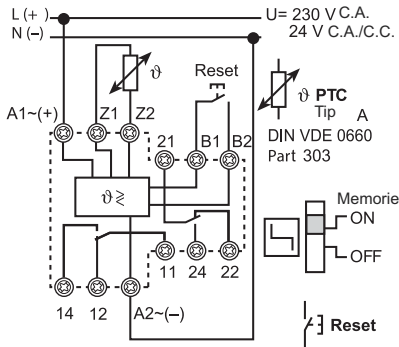 L (+)
U= 230 V C.A.
N (–)
24 V C.A./C.C.
ϑ
Reset
A1~(+)
Z1
Z2
ϑ PTC
Tip A
DIN VDE 0660
Part 303
21
B1
B2
ϑ ≷
Memorie
ON
OFF
11
24
22
14
12
A2~(–)
Reset